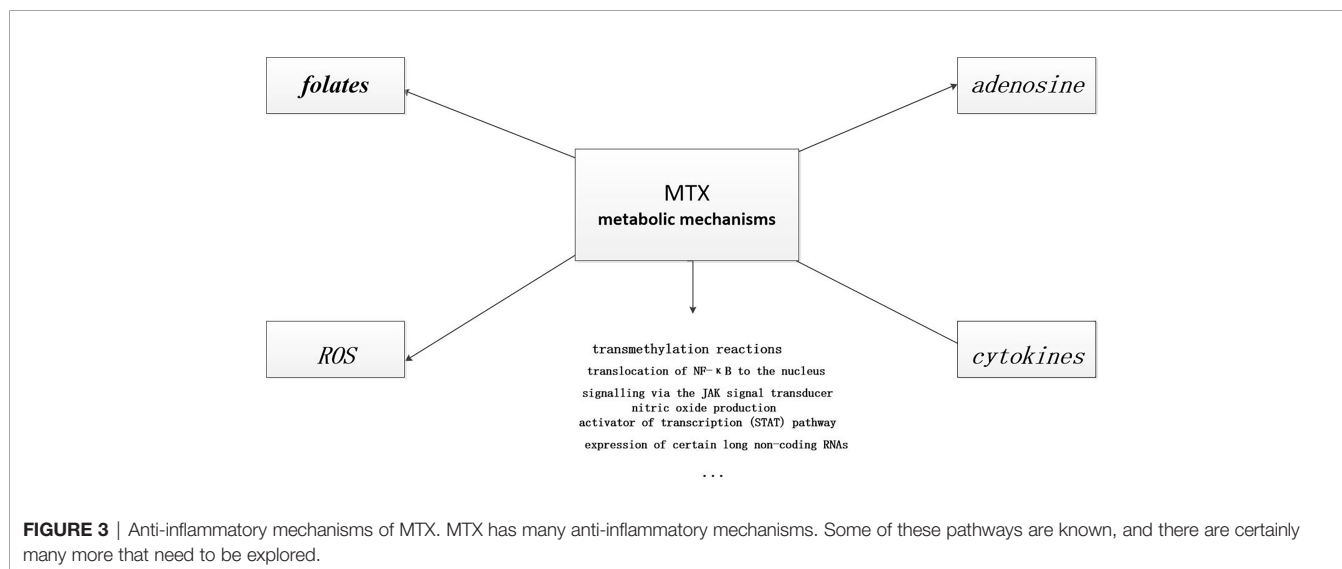 folates
adenosine
MTX
metabolic mechanisms
ROS
cytokines
transmethylation reactions
translocation of NF-κB to the nucleus
signalling via the JAK signal transducer
nitric oxide production
activator of transcription (STAT) pathway
expression of certain long non-coding RNAs
...
FIGURE 3 | Anti-inflammatory mechanisms of MTX. MTX has many anti-inflammatory mechanisms. Some of these pathways are known, and there are certainly
many more that need to be explored.